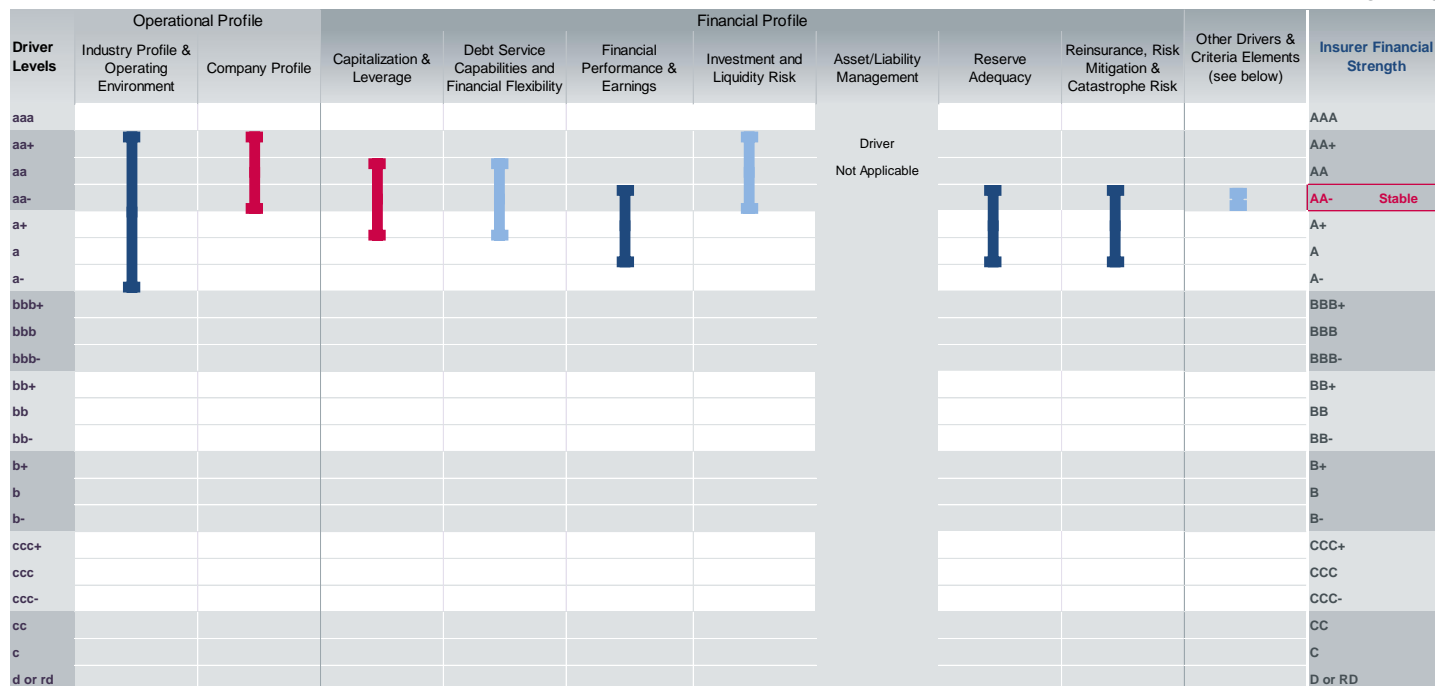 Operational Profile
Financial Profile
Driver
Levels
Industry Profile &
Operating
Environment
Company Profile
Capitalization &
Leverage
Debt Service
Capabilities and
Financial Flexibility
Financial
Performance &
Earnings
Investment and
Liquidity Risk
Asset/Liability
Management
Reserve
Adequacy
Reinsurance, Risk
Mitigation &
Catastrophe Risk
Other Drivers &
Criteria Elements
(see below)
Insurer Financial
Strength
aaa AAA
aa+ Driver AA+
aa Not Applicable AA
aa- AA- Stable
a+ A+
a A
a- A-
bbb+ BBB+
bbb BBB
bbb- BBB-
bb+ BB+
bb BB
bb- BB-
b+ B+
b B
b- B-
ccc+ CCC+
ccc CCC
ccc- CCC-
cc CC
c C
d or rd D or RD